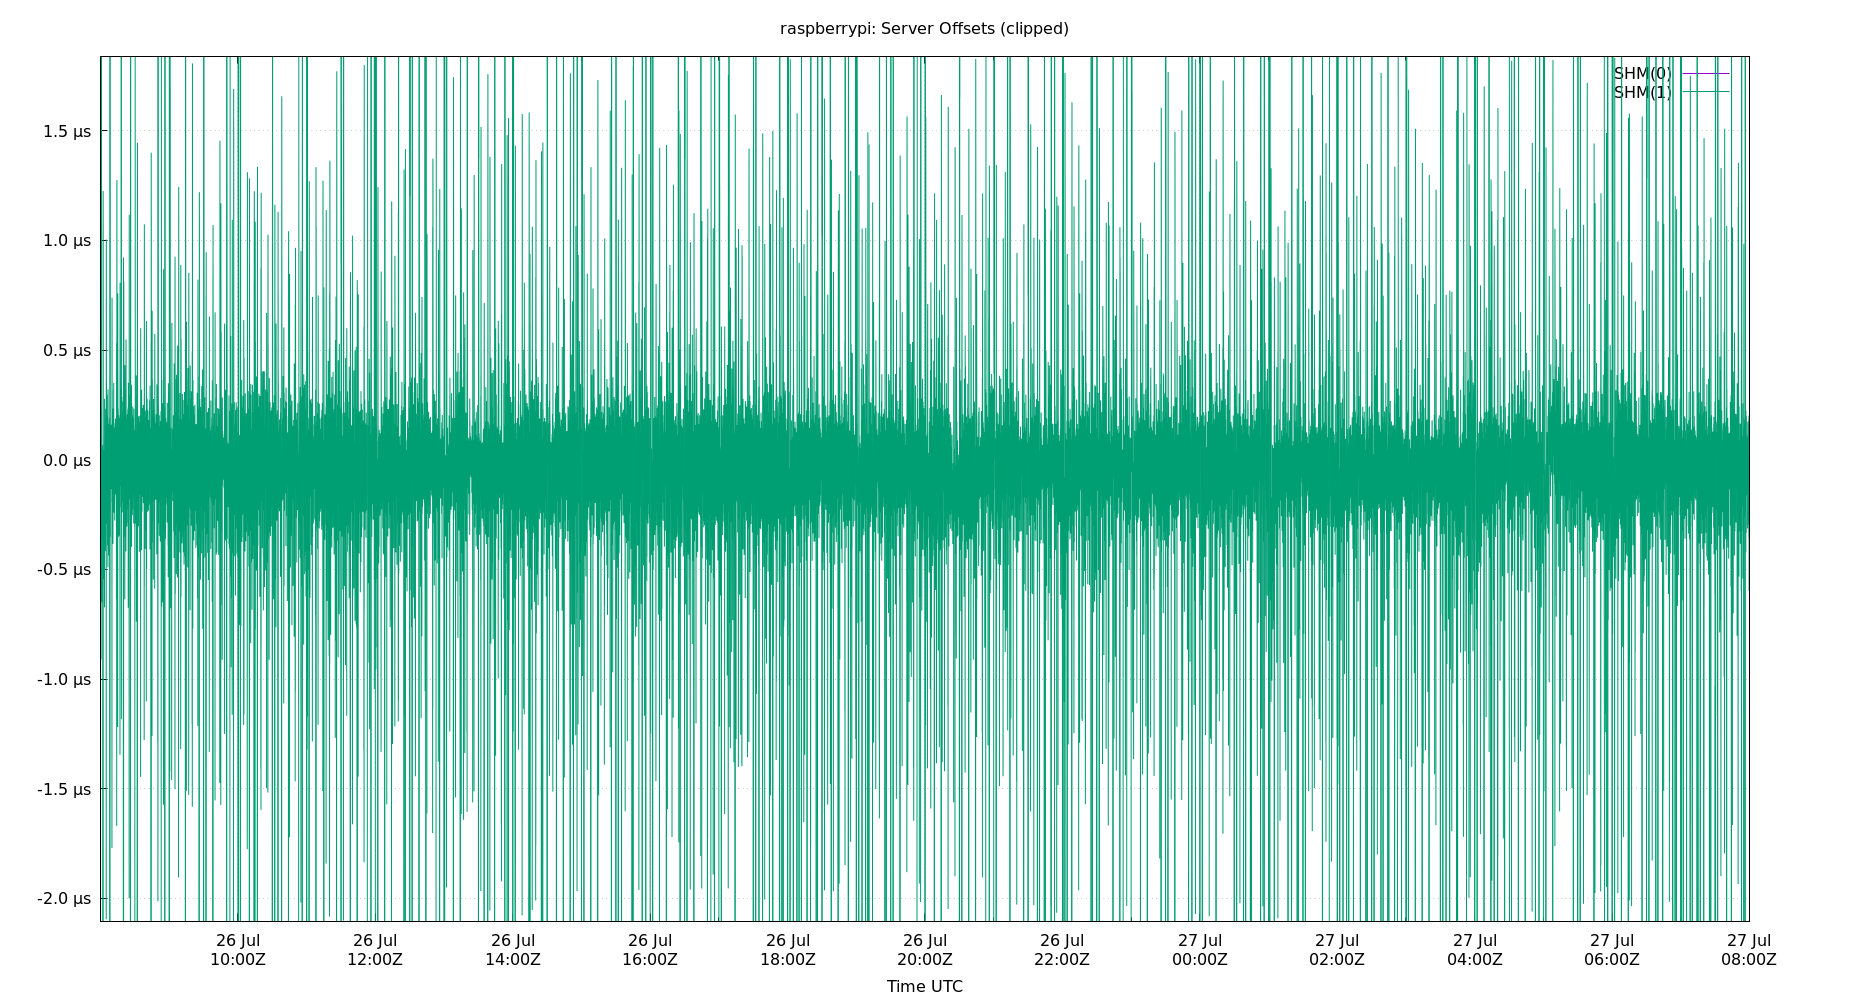 raspberrypi: Server Offsets (clipped)
SHM(0)
SHM(1)
1.5 µs
1.0 µs
0.5 µs
0.0 µs
-0.5 µs
-1.0 µs
-1.5 µs
-2.0 µs
26 Jul 26 Jul 26 Jul 26 Jul 26 Jul 26 Jul 26 Jul 27 Jul 27 Jul 27 Jul 27 Jul 27 Jul
10:00Z 12:00Z 14:00Z 16:00Z 18:00Z 20:00Z 22:00Z 00:00Z 02:00Z 04:00Z 06:00Z 08:00Z
Time UTC